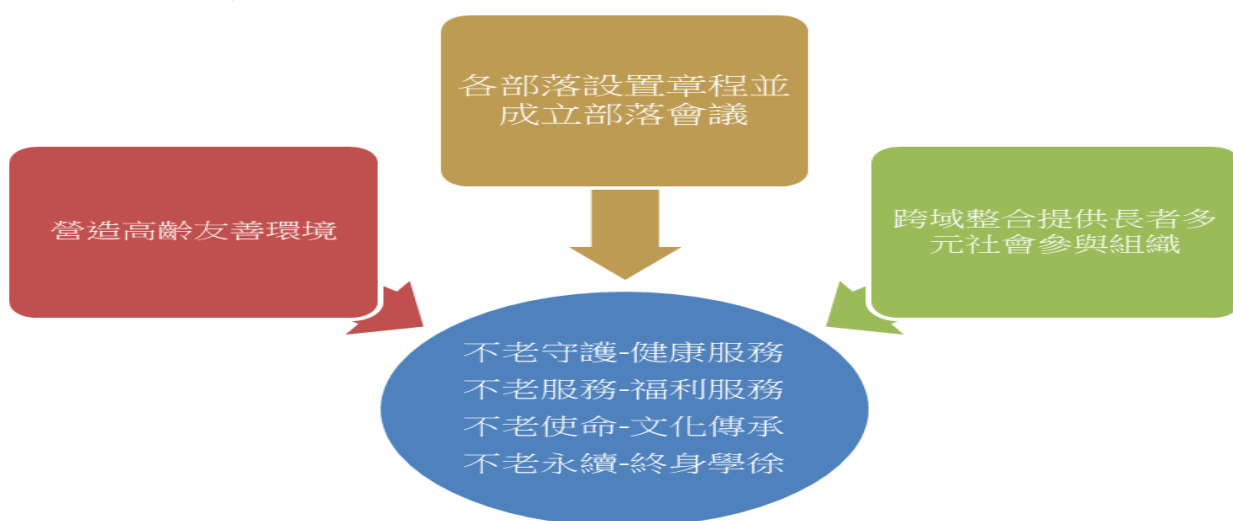 各部落設置章程並
成立部落會議
營造高齡友善環境
跨域整合提供長者多
元社會參與組織
不老守護-健康服務
不老服務-福利服務
不老使命-文化傳承
不老永續-終身學徐